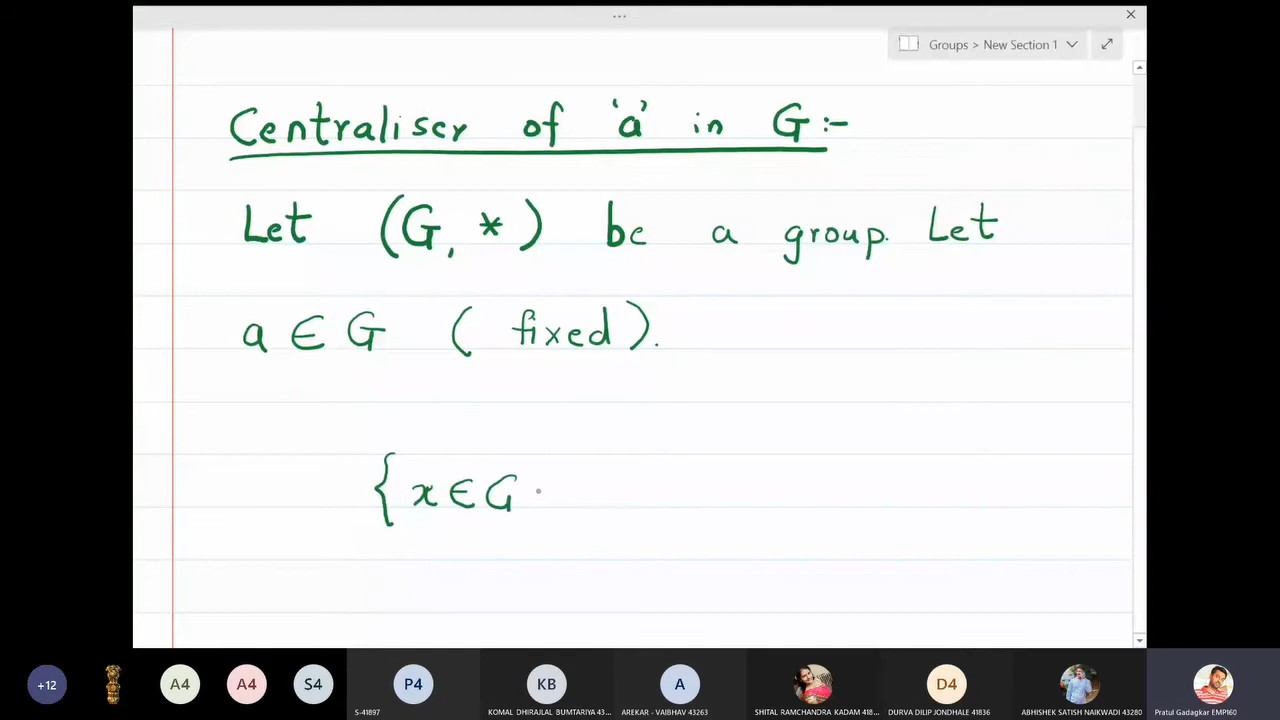 Groups > New Section 1
Centraliser of 'a' in G :-
Let (G, *) be a group. Let
a ∈ G ( fixed ).
{ x ∈ G
+12
A4
A4
S4
P4
S-41897
KB
KOMAL DHIRAJLAL BUMTARIYA 43...
A
AREKAR - VAIBHAV 43263
SHITAL RAMCHANDRA KADAM 418...
D4
DURVA DILIP JONDHALE 41836
ABHISHEK SATISH NAIKWADI 43280
Pratul Gadagkar EMP160